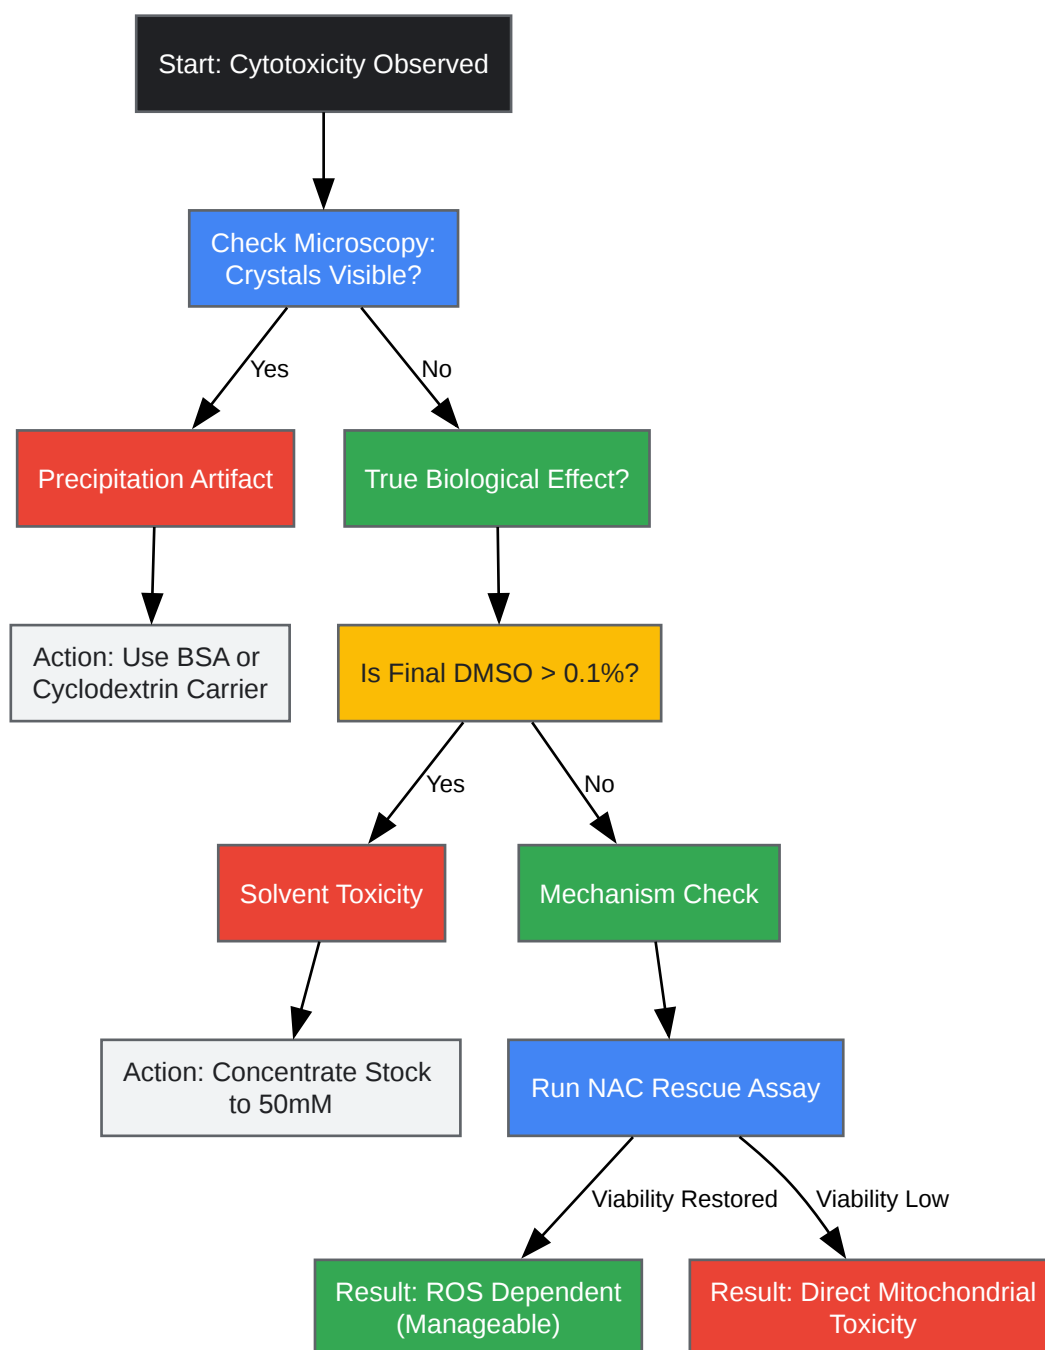 Start: Cytotoxicity Observed
Check Microscopy:
Crystals Visible?
Yes
No
Precipitation Artifact
True Biological Effect?
Action: Use BSA or
Cyclodextrin Carrier
Is Final DMSO > 0.1%?
Yes
No
Solvent Toxicity
Mechanism Check
Action: Concentrate Stock
to 50mM
Run NAC Rescue Assay
Viability Restored
Viability Low
Result: ROS Dependent
(Manageable)
Result: Direct Mitochondrial
Toxicity